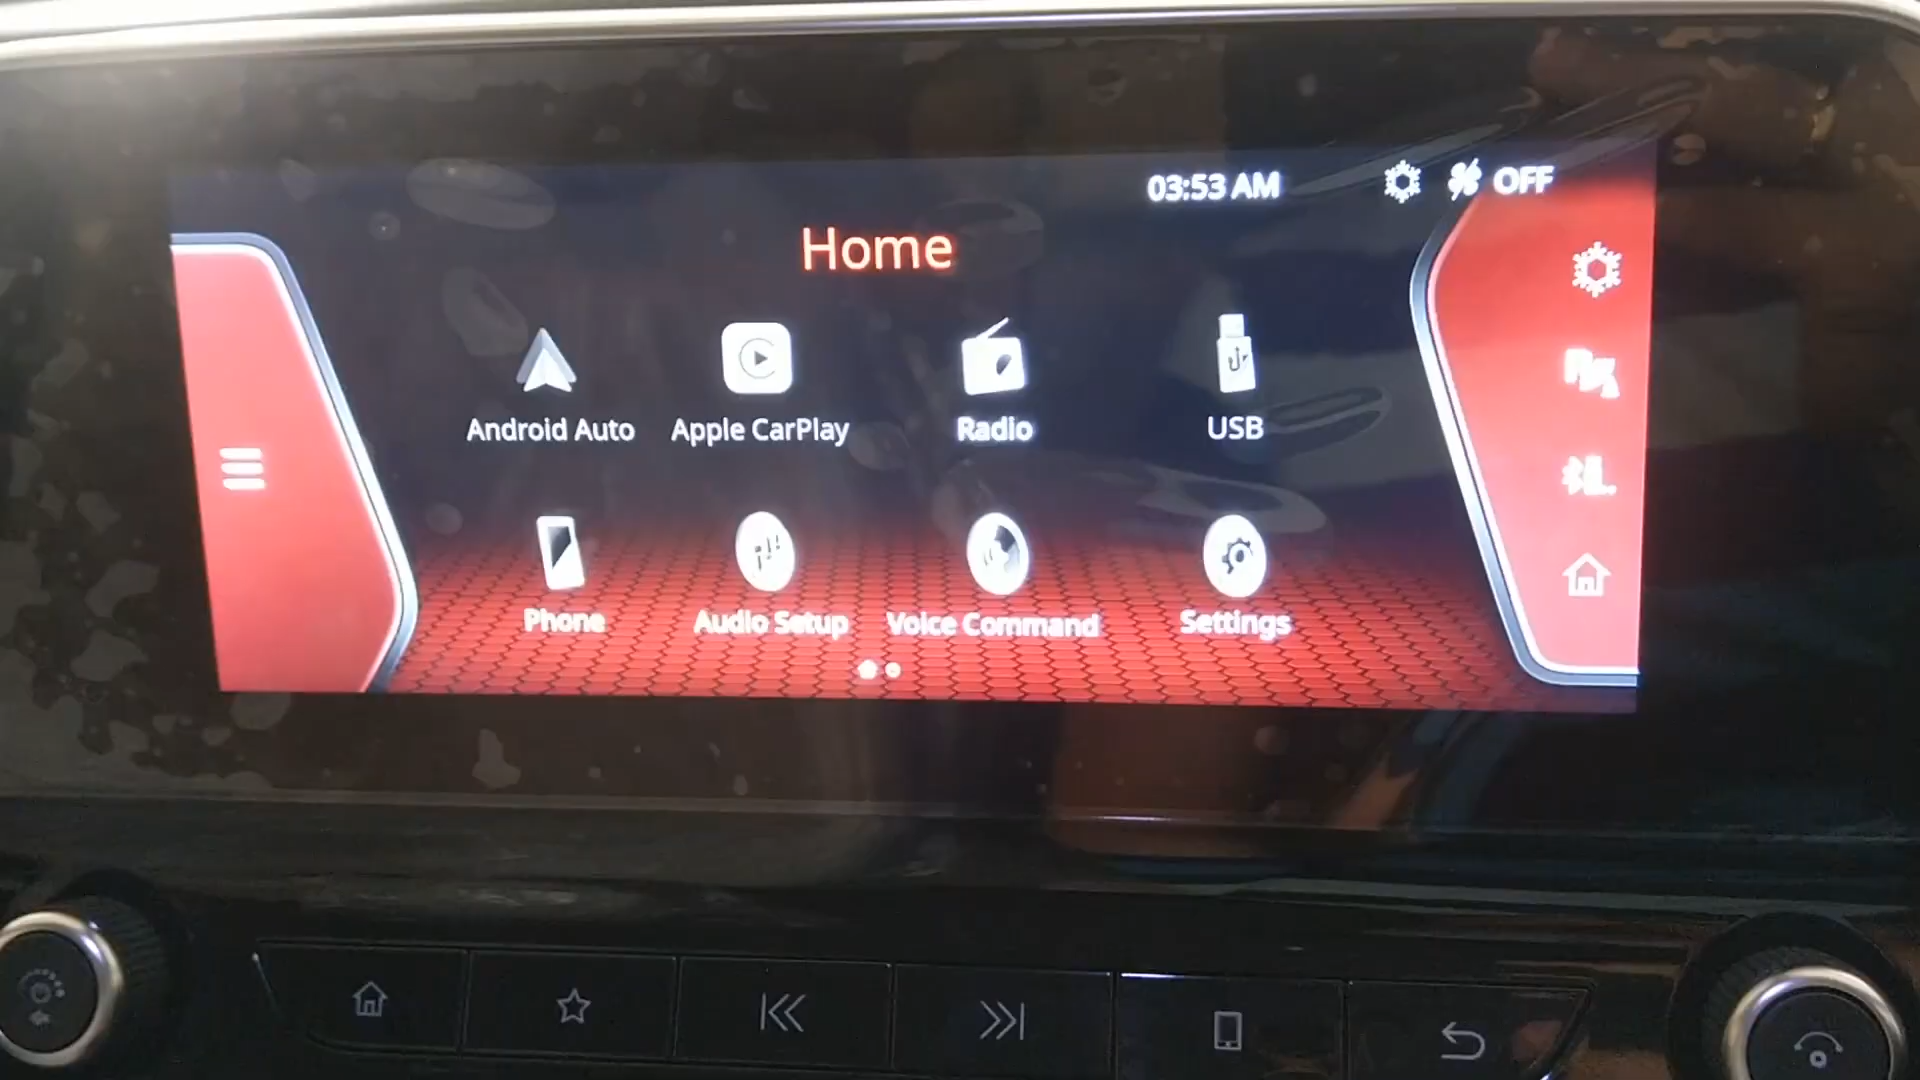 03:53 AM OFF
Home
Android Auto Apple CarPlay Radio USB
Phone Audio Setup Voice Command Settings